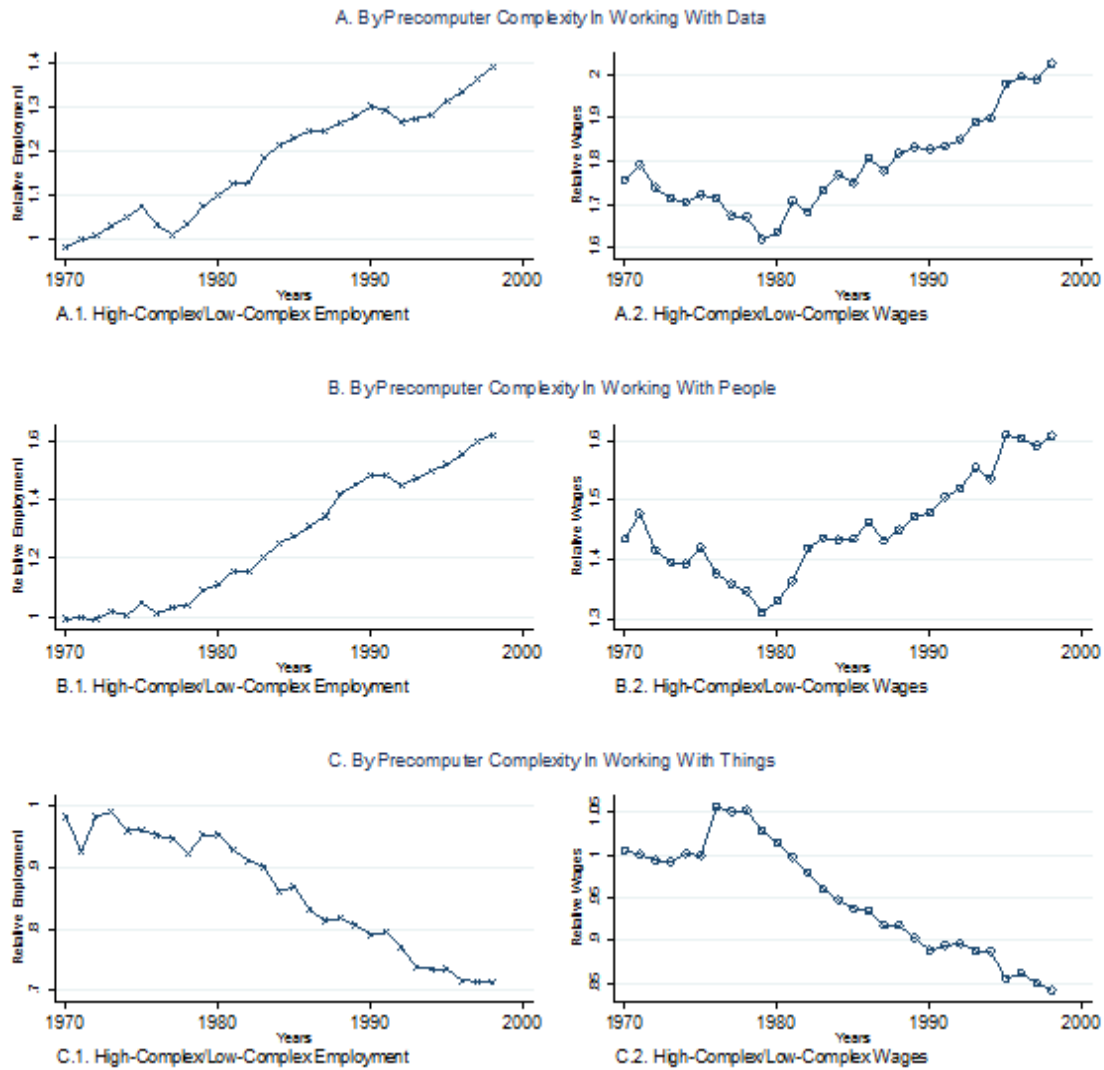 A. By Precomputer Complexity In Working With Data
Relative Employment
1 1.1 1.2 1.3 1.4
1970 1980 1990 2000
Years
A.1. High-Complex/Low-Complex Employment
Relative Wages
1.6 1.7 1.8 1.9 2
1970 1980 1990 2000
Years
A.2. High-Complex/Low-Complex Wages
B. By Precomputer Complexity In Working With People
Relative Employment
1 1.2 1.4 1.6
1970 1980 1990 2000
Years
B.1. High-Complex/Low-Complex Employment
Relative Wages
1.3 1.4 1.5 1.6
1970 1980 1990 2000
Years
B.2. High-Complex/Low-Complex Wages
C. By Precomputer Complexity In Working With Things
Relative Employment
.7 .8 .9 1
1970 1980 1990 2000
Years
C.1. High-Complex/Low-Complex Employment
Relative Wages
.85 .9 .95 1 1.05
1970 1980 1990 2000
Years
C.2. High-Complex/Low-Complex Wages